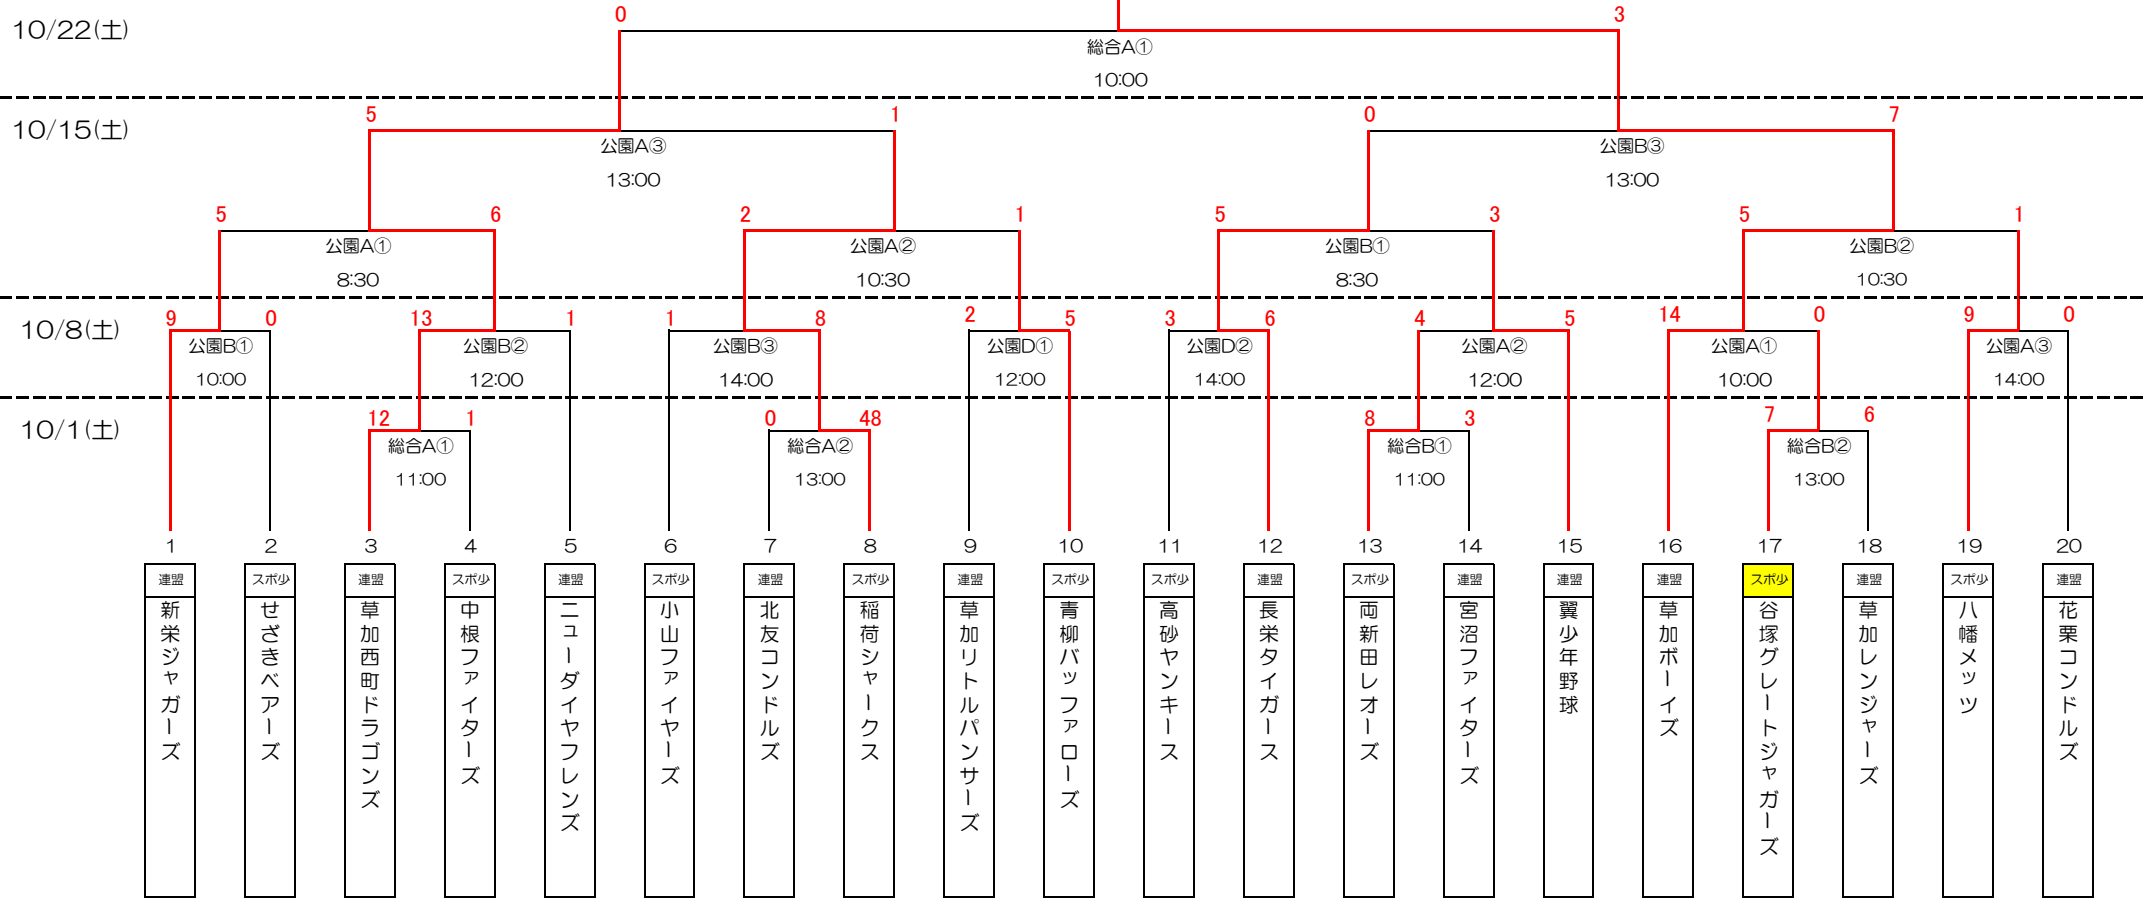 0 3
10/22(土)
総合A①
10:00
5 1 0 7
10/15(土)
公園A③ 公園B③
13:00 13:00
5 6 2 1 5 3 5 1
公園A① 公園A② 公園B① 公園B②
8:30 10:30 8:30 10:30
9 0 13 1 1 8 2 5 3 6 4 5 14 0 9 0
10/8(土)
公園B① 公園B② 公園B③ 公園D① 公園D② 公園A② 公園A① 公園A③
10:00 12:00 14:00 12:00 14:00 12:00 10:00 14:00
12 1 0 48 8 3 7 6
10/1(土)
総合A① 総合A② 総合B① 総合B②
11:00 13:00 11:00 13:00
1 2 3 4 5 6 7 8 9 10 11 12 13 14 15 16 17 18 19 20
連盟 スポ少 連盟 スポ少 連盟 スポ少 連盟 スポ少 連盟 スポ少 スポ少 連盟 スポ少 連盟 連盟 連盟 スポ少 連盟 スポ少 連盟
新栄ジャガーズ
せざきベアーズ
草加西町ドラゴンズ
中根ファイターズ
ニューダイヤフレンズ
小山ファイヤーズ
北友コンドルズ
稲荷シャークス
草加リトルパンサーズ
青柳バッファローズ
高砂ヤンキース
長栄タイガース
両新田レオーズ
宮沼ファイターズ
翼少年野球
草加ボーイズ
谷塚グレートジャガーズ
草加レンジャーズ
八幡メッツ
花栗コンドルズ